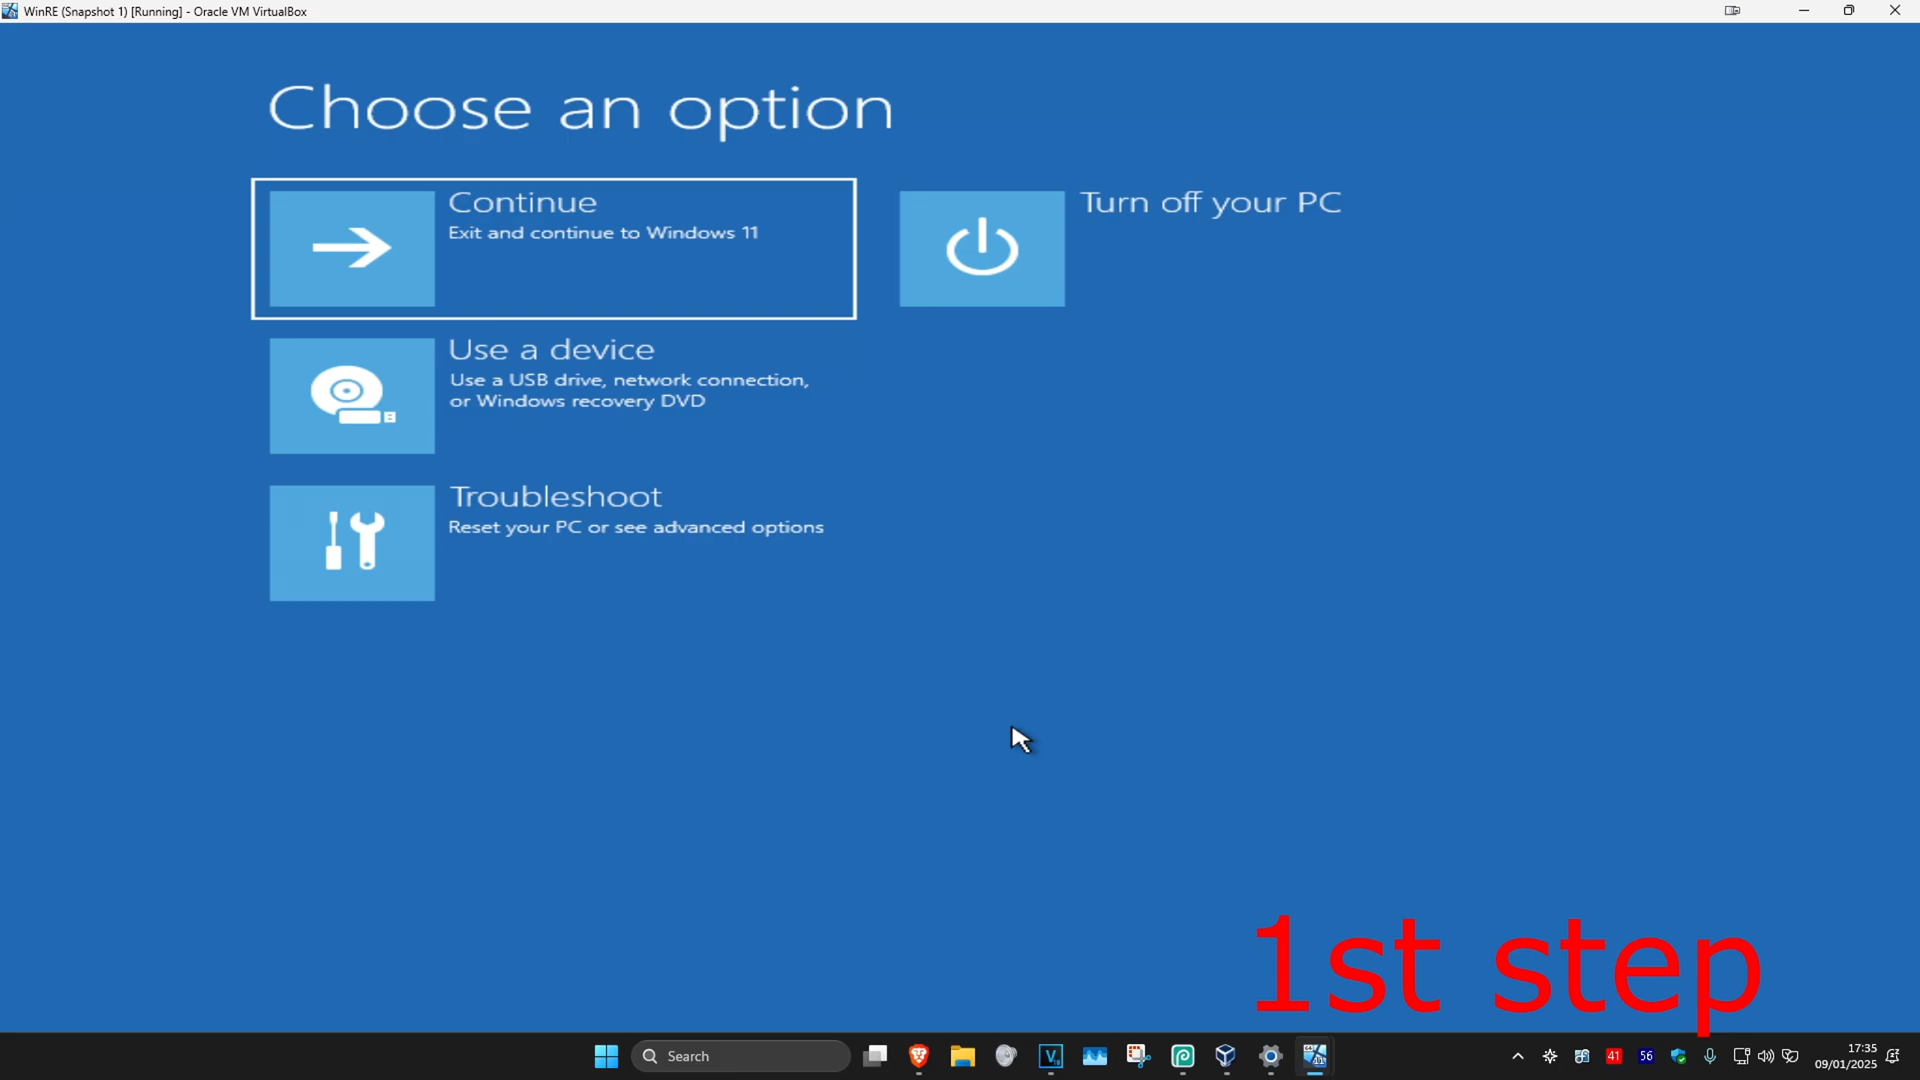 WinRE (Snapshot 1) [Running] - Oracle VM VirtualBox
Choose an option
Continue
Exit and continue to Windows 11
Turn off your PC
Use a device
Use a USB drive, network connection,
or Windows recovery DVD
Troubleshoot
Reset your PC or see advanced options
1st step
Search
41
56
17:35
09/01/2025